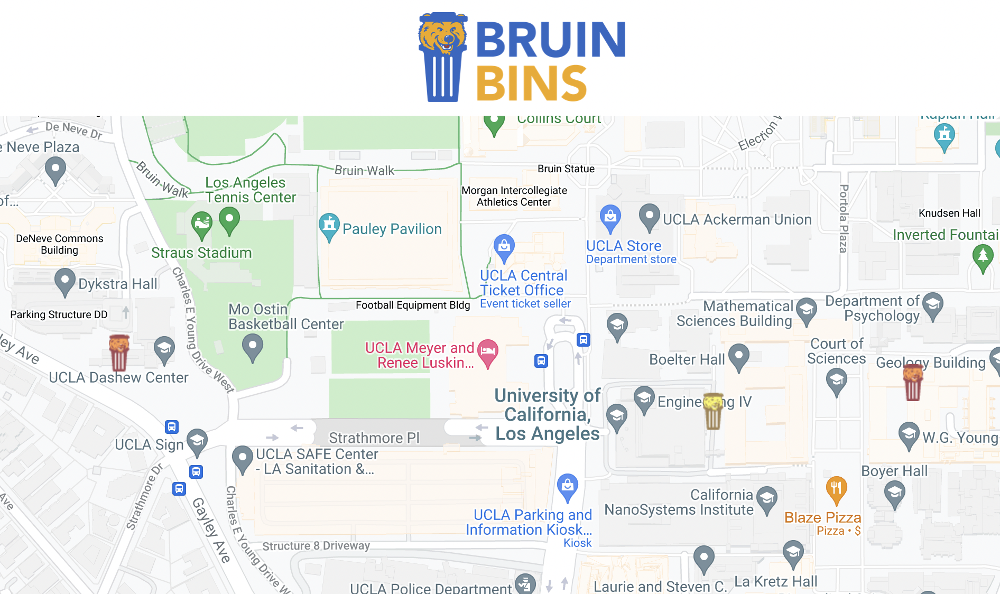 BRUIN
BINS
Collins Court
De Neve Dr
Election
Neve Plaza
Bruin Walk
Bruin Walk
Bruin Statue
Los Angeles
Tennis Center
Morgan Intercollegiate
Athletics Center
Portola Plaza
of...
Knudsen Hall
UCLA Ackerman Union
Pauley Pavilion
Inverted
DeNeve Commons
Building
Straus Stadium
UCLA Store
Department store
UCLA Central
Ticket Office
Event ticket seller
Dykstra Hall
Charles E Young Drive West
Football Equipment Bldg
Mathematical
Sciences Building
Department of
Psychology
Parking Structure DD
Mo Ostin
Basketball Center
UCLA Meyer and
Renee Luskin...
Court of
Sciences
Boelter Hall
Geology Building
Ave
UCLA Dashew Center
University of
California,
Los Angeles
Engineering IV
Strathmore Pl
UCLA Sign
W.G. Young
UCLA SAFE Center
- LA Sanitation &...
Boyer Hall
Strathmore Dr
California
NanoSystems Institute
Ave
Gayley Ave
Charles E Young Drive W
UCLA Parking and
Information Kiosk...
Kiosk
Blaze Pizza
Pizza • $
Structure 8 Driveway
UCLA Police Department
Laurie and Steven C.
La Kretz Hall